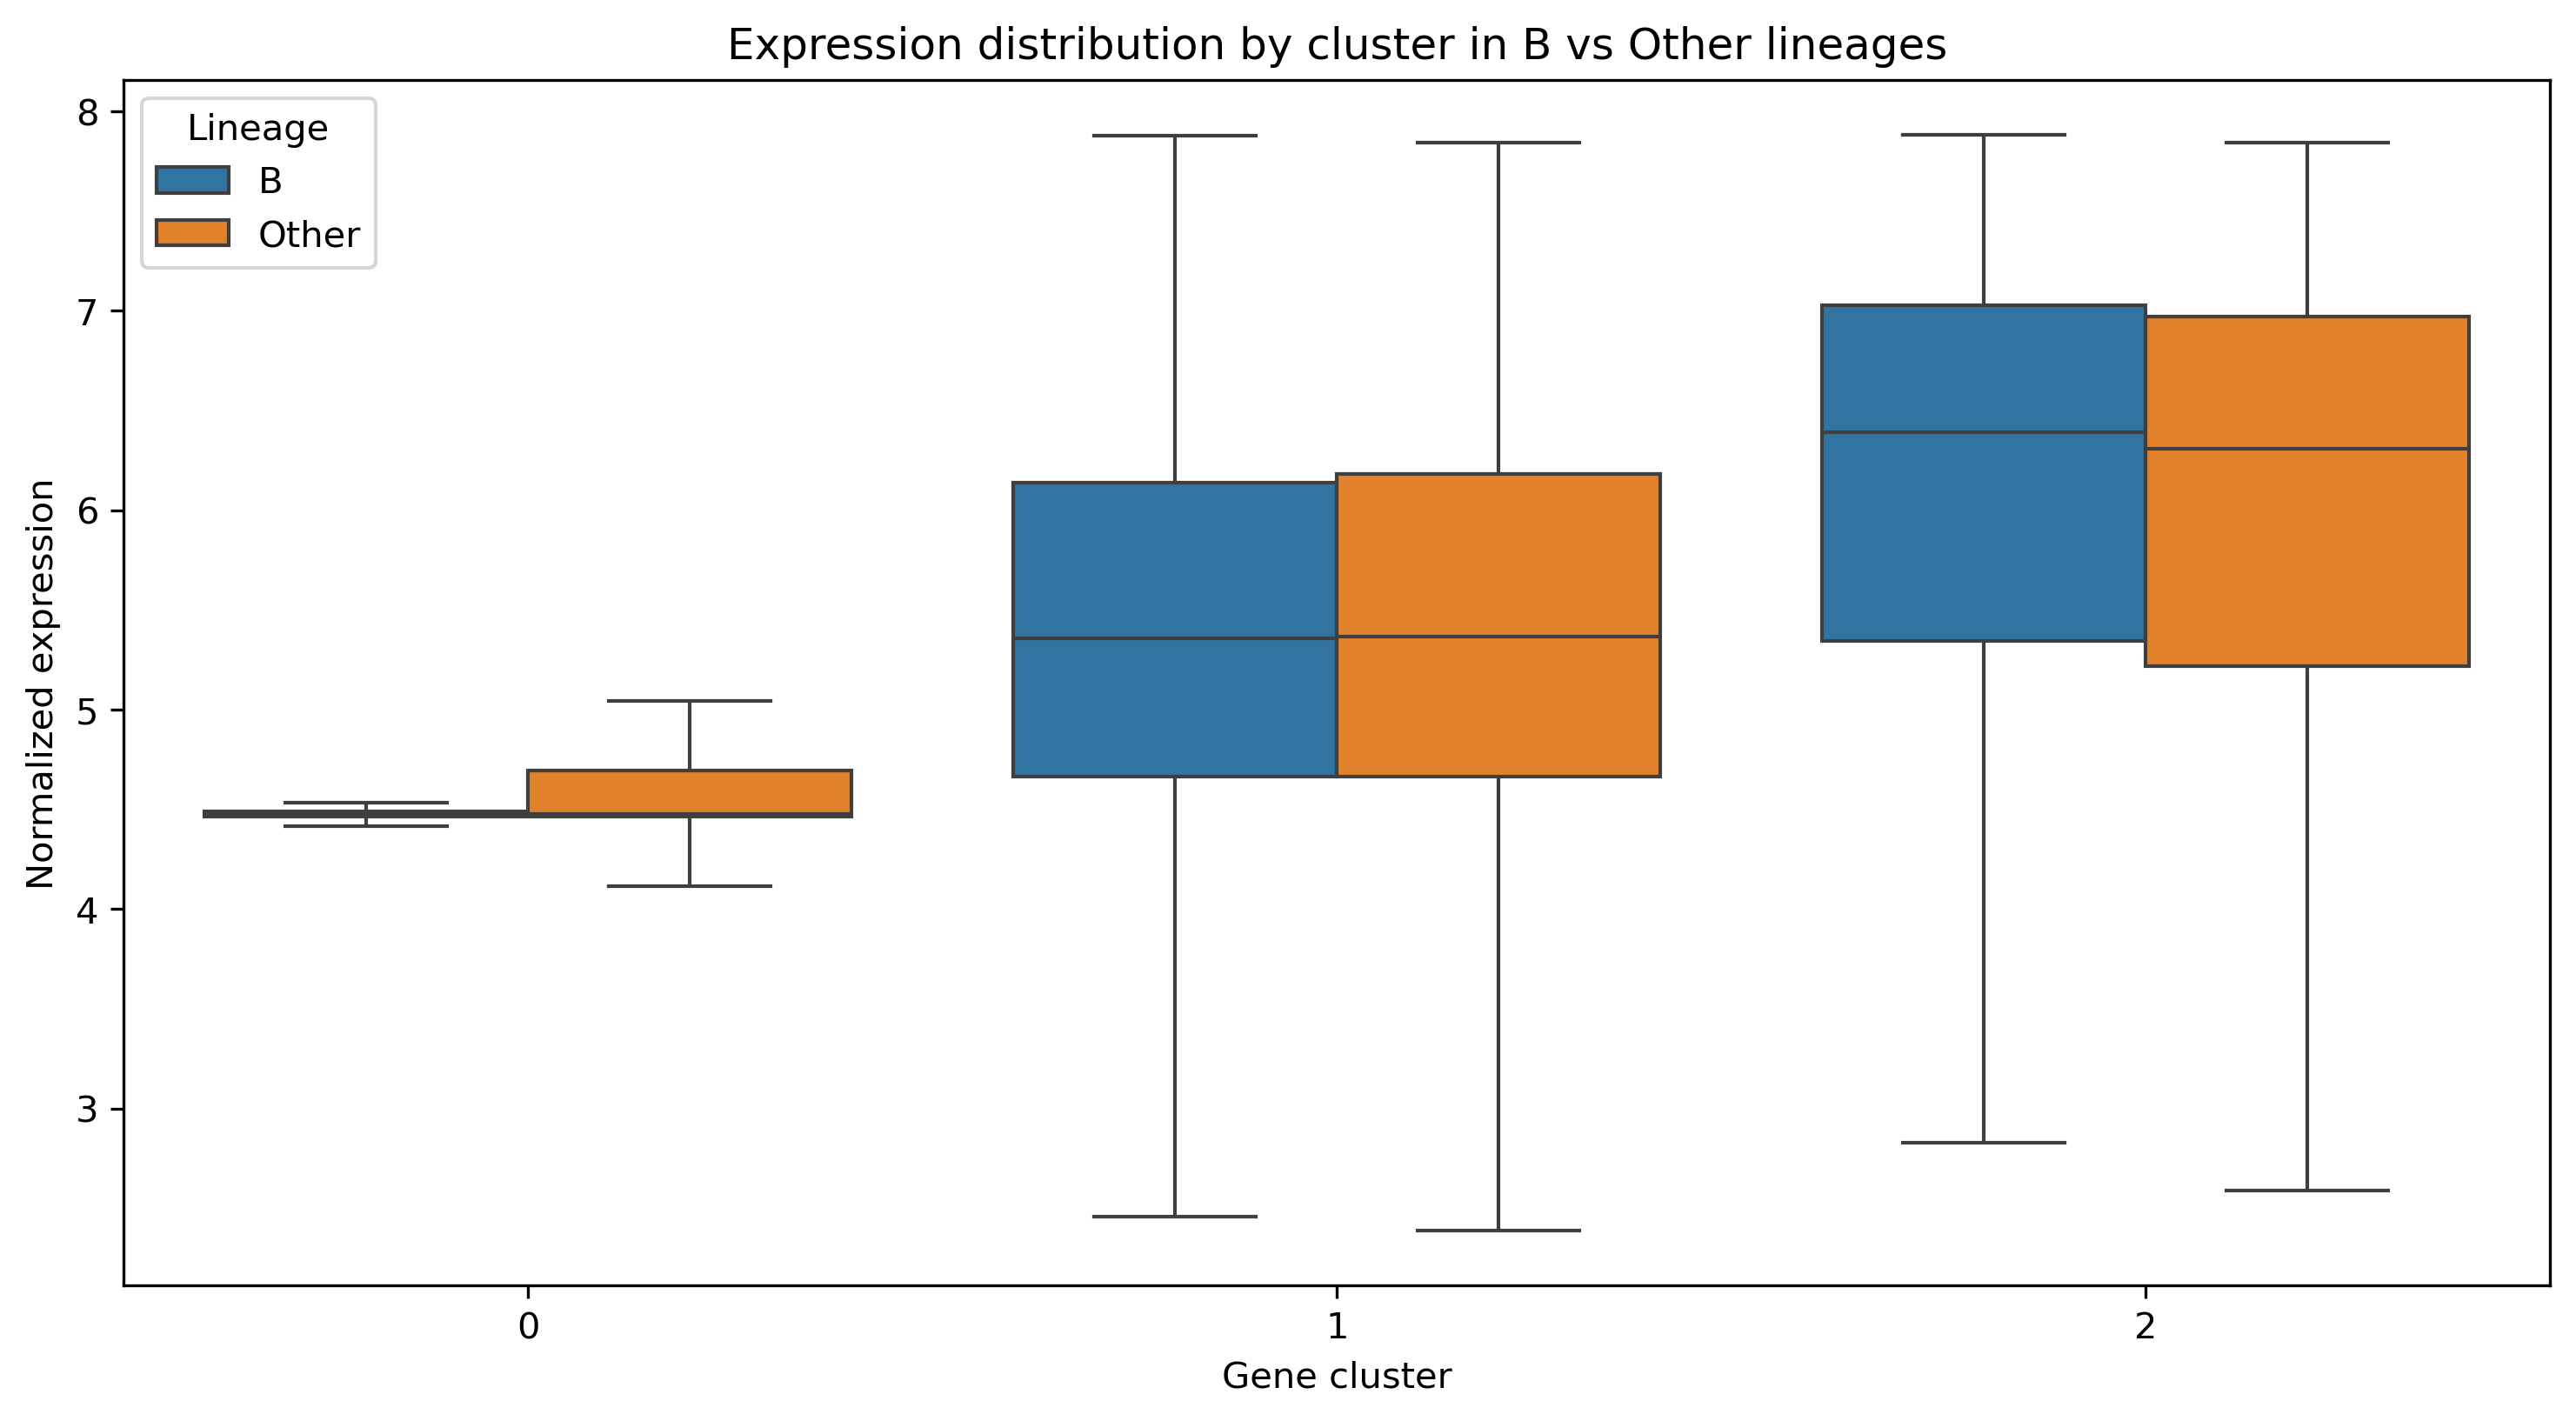 Expression distribution by cluster in B vs Other lineages
Lineage
B
Other
Normalized expression
8
7
6
5
4
3
0
1
2
Gene cluster